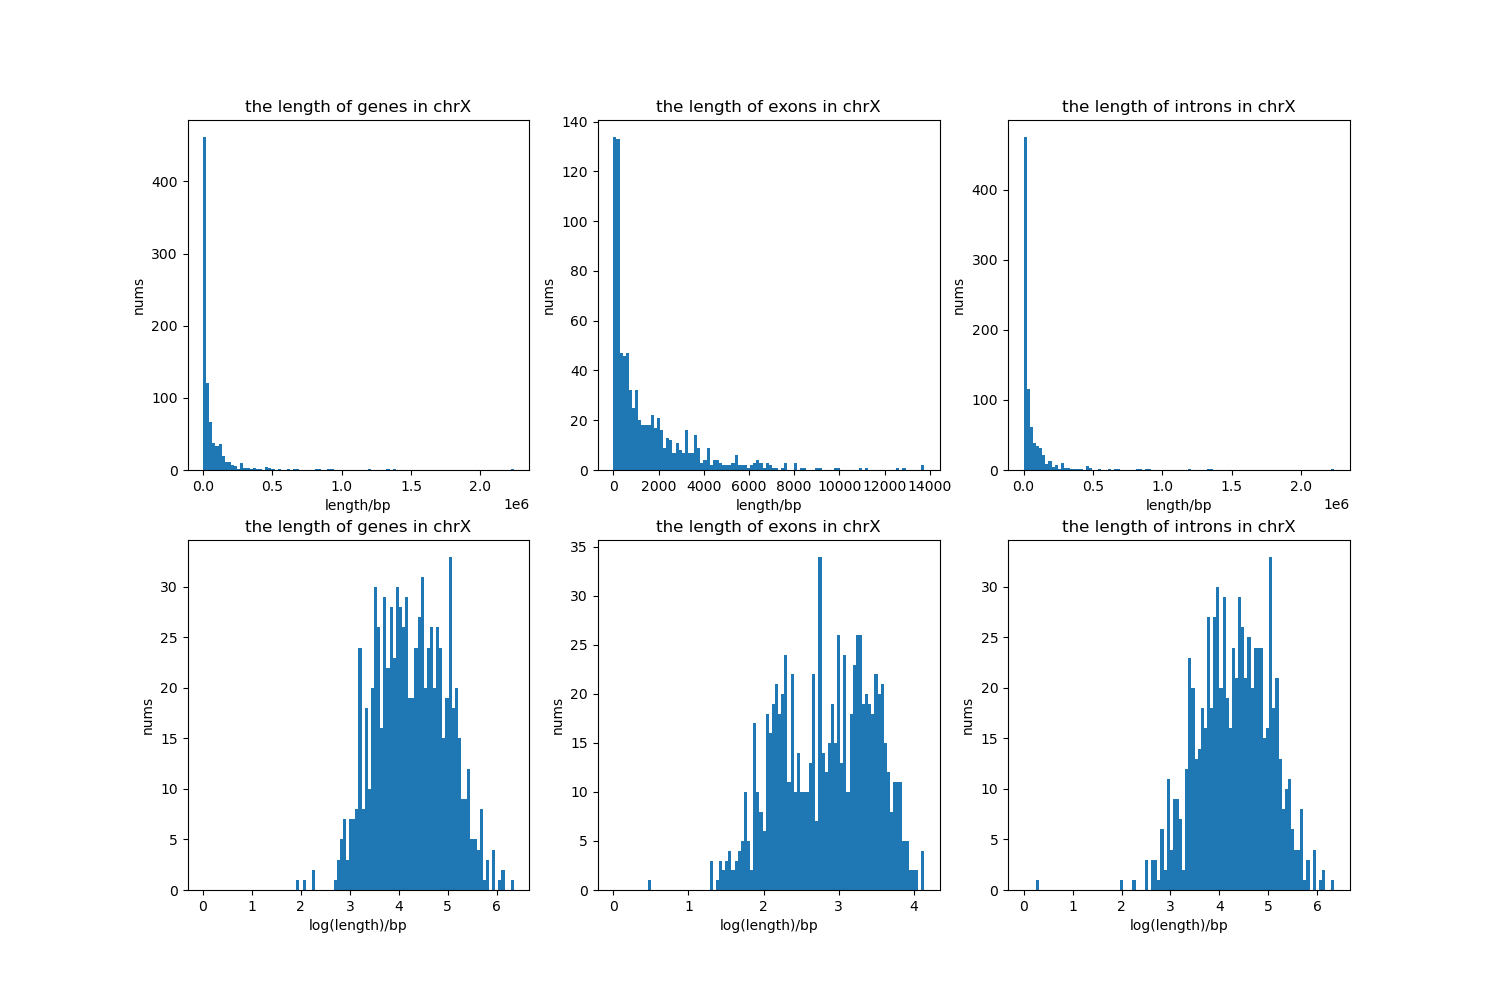 the length of genes in chrX
the length of exons in chrX
the length of introns in chrX
nums
400
300
200
100
0
0.0 0.5 1.0 1.5 2.0
1e6
length/bp
nums
140
120
100
80
60
40
20
0
0 2000 4000 6000 8000 10000 12000 14000
length/bp
nums
400
300
200
100
0
0.0 0.5 1.0 1.5 2.0
1e6
length/bp
the length of genes in chrX
the length of exons in chrX
the length of introns in chrX
nums
30
25
20
15
10
5
0
0 1 2 3 4 5 6
log(length)/bp
nums
35
30
25
20
15
10
5
0
0 1 2 3 4
log(length)/bp
nums
30
25
20
15
10
5
0
0 1 2 3 4 5 6
log(length)/bp